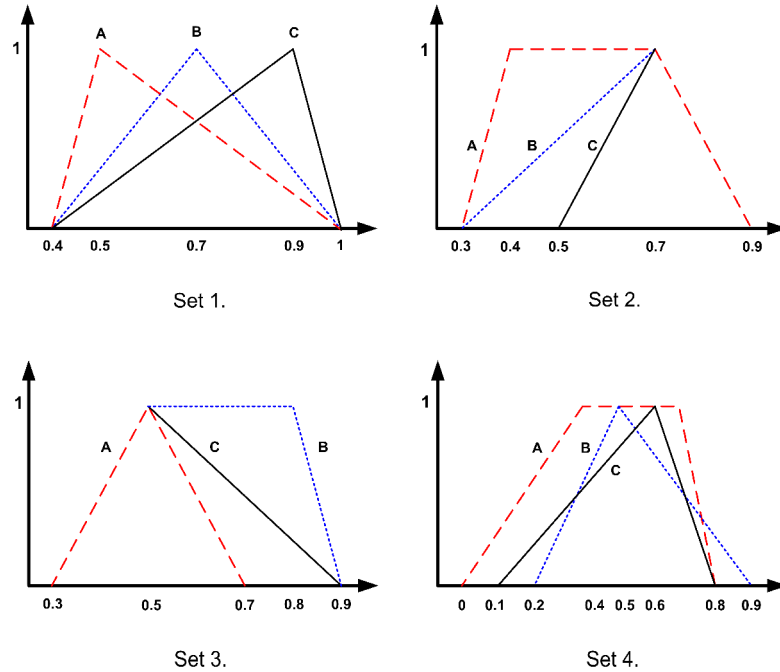 A B C
1
0.4 0.5 0.7 0.9 1
Set 1.
1
A B C
0.3 0.4 0.5 0.7 0.9
Set 2.
1
A C B
0.3 0.5 0.7 0.8 0.9
Set 3.
1
A B
C
0 0.1 0.2 0.4 0.5 0.6 0.8 0.9
Set 4.